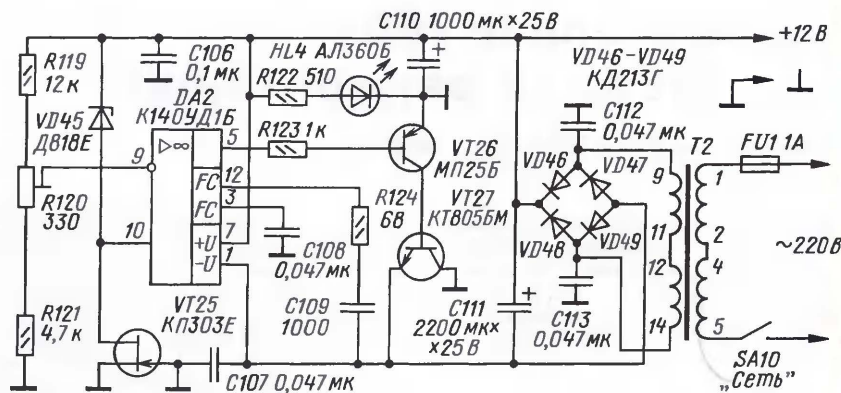 C110 1000 мк×25 В
+12 В
R119
12 к
C106
0,1 мк
HL4 АЛ360Б
R122 510
VD46–VD49
КД213Г
DA2
К140УД1Б
VD45
Д818Е
▷∞
5
R123 1 к
VT26
МП25Б
C112
0,047 мк
T2
FU1 1A
9
FC
12
FC
3
R120
330
R124
68
VT27
КТ805БМ
VD46
VD47
9
1
10
+U
7
-U
1
C108
0,047 мк
VD48
VD49
11
2
~220 В
12
4
VT25
КП303Е
C109
1000
C111
2200 мк×
×25 В
C113
0,047 мк
14
5
R121
4,7 к
C107 0,047 мк
SA10
„Сеть"